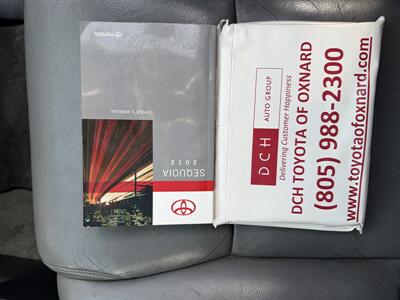 TOYOTA
OWNER'S MANUAL
SEQUOIA
2012
DCH
AUTO GROUP
Delivering Customer Happiness
DCH TOYOTA OF OXNARD
(805) 988-2300
www.toyotaofoxnard.com